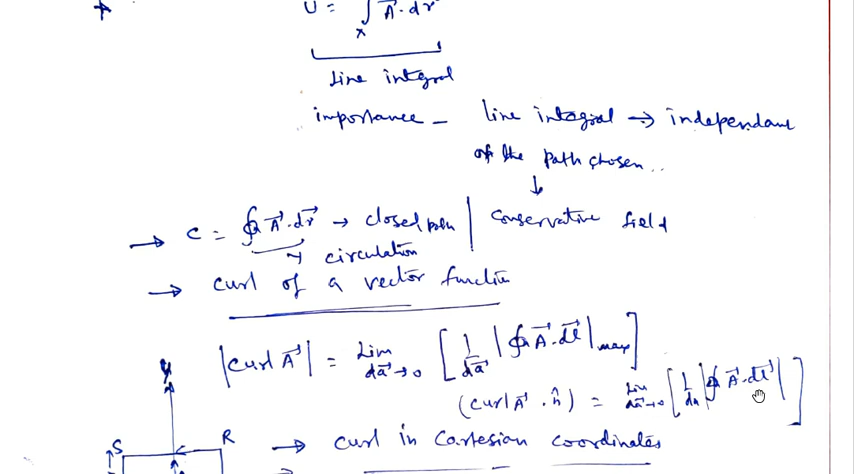 U = ∫ A⃗ · dr
x
Line integral
importance - line integral → independant
of the path chosen..
→ C = ∮ A⃗ · dr⃗ → closed path | conservative field
→ circulation
→ curl of a vector function
|curl A⃗| = Lim da⃗→0 [ 1/da⃗ | ∮ A⃗ · dl⃗ | max ]
(curl A⃗ · n̂) = Lim da⃗→0 [ 1/da | ∮ A⃗ · dl⃗ | ]
y
S R → curl in Cartesian coordinates